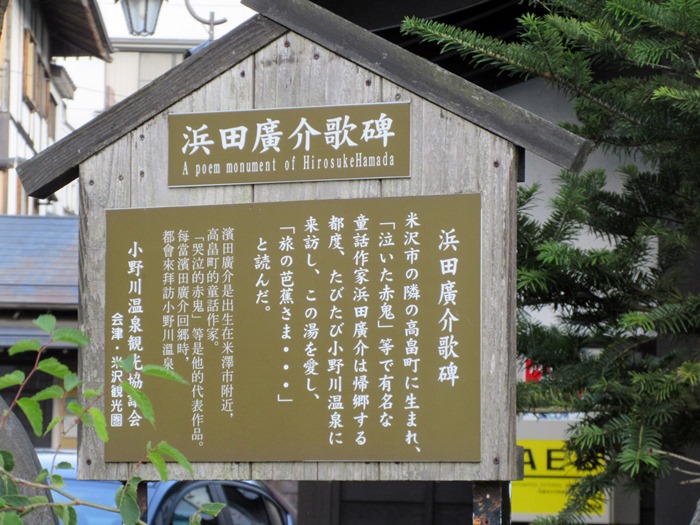 浜田廣介歌碑
A poem monument of HirosukeHamada
浜田廣介歌碑
米沢市の隣の高畠町に生まれ、
「泣いた赤鬼」等で有名な
童話作家浜田廣介は帰郷する
都度、たびたび小野川温泉に
来訪し、この湯を愛し、
「旅の芭蕉さま・・・」
と読んだ。
濱田廣介是出生在米澤市附近，
高畠町的童話作家。
「哭泣的赤鬼」等是他的代表作品。
每當濱田廣介回鄉時，
都會來拜訪小野川溫泉。
小野川温泉観光協議会
会津・米沢観光圏
AED